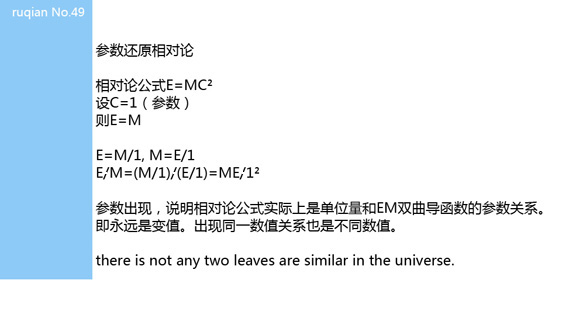 ruqian No.49
参数还原相对论
相对论公式E=MC²
设C=1（参数）
则E=M
E=M/1, M=E/1
E/M=(M/1)/(E/1)=ME/1²
参数出现，说明相对论公式实际上是单位量和EM双曲导函数的参数关系。
即永远是变值。出现同一数值关系也是不同数值。
there is not any two leaves are similar in the universe.